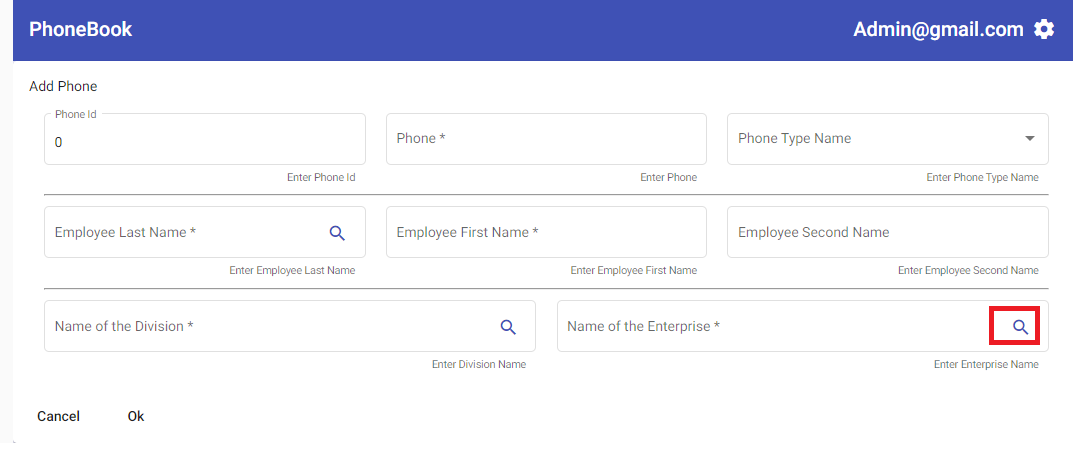 PhoneBook
Admin@gmail.com
Add Phone
Phone Id
0
Phone *
Phone Type Name
Enter Phone Id
Enter Phone
Enter Phone Type Name
Employee Last Name *
Employee First Name *
Employee Second Name
Enter Employee Last Name
Enter Employee First Name
Enter Employee Second Name
Name of the Division *
Name of the Enterprise *
Enter Division Name
Enter Enterprise Name
Cancel
Ok